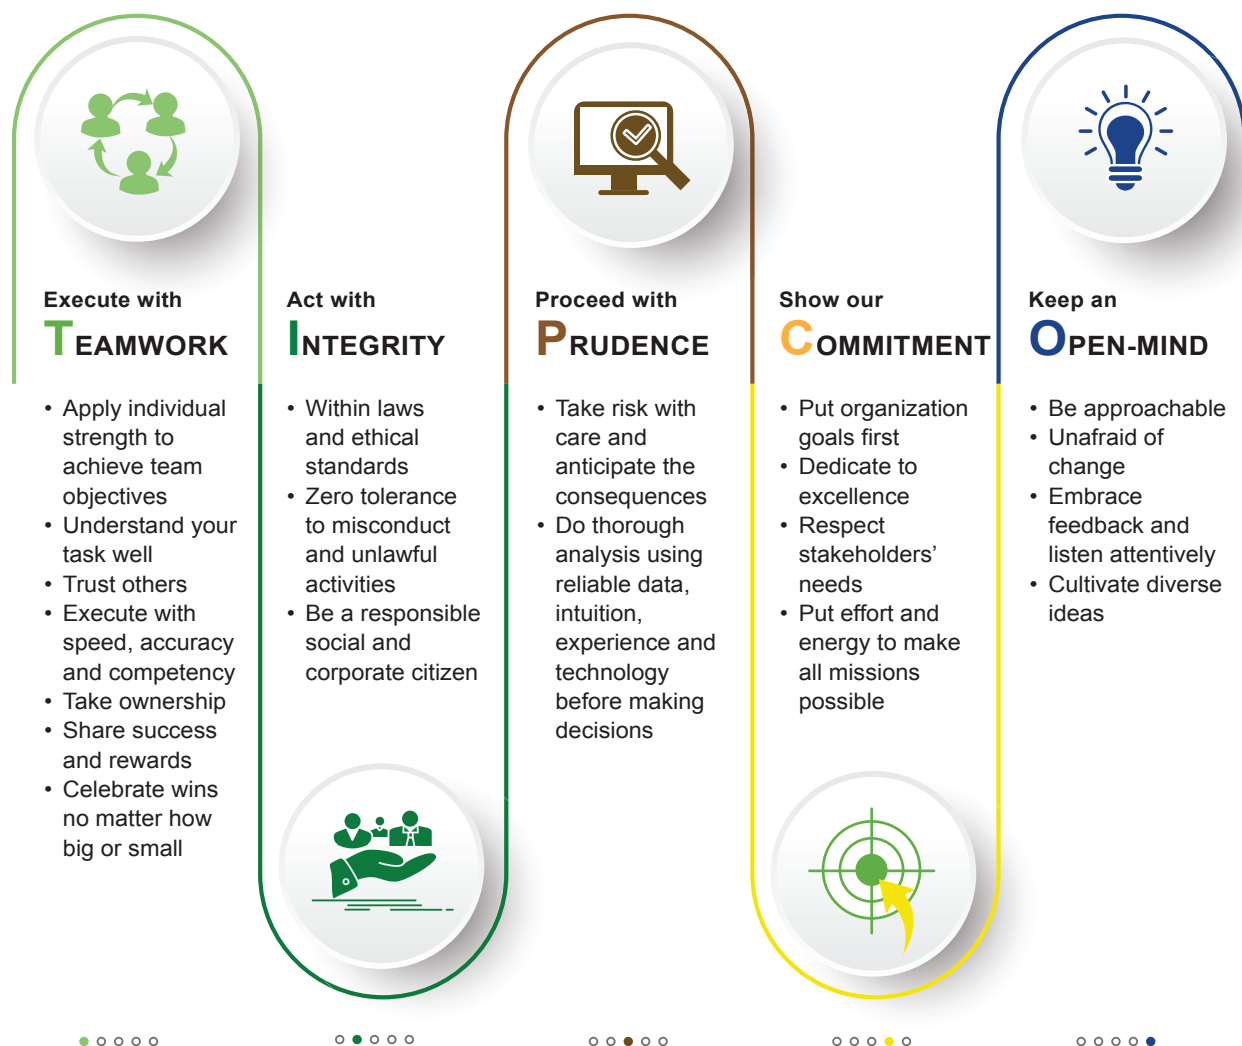 Execute with
TEAMWORK
• Apply individual
strength to
achieve team
objectives
• Understand your
task well
• Trust others
• Execute with
speed, accuracy
and competency
• Take ownership
• Share success
and rewards
• Celebrate wins
no matter how
big or small
Act with
INTEGRITY
• Within laws
and ethical
standards
• Zero tolerance
to misconduct
and unlawful
activities
• Be a responsible
social and
corporate citizen
Proceed with
PRUDENCE
• Take risk with
care and
anticipate the
consequences
• Do thorough
analysis using
reliable data,
intuition,
experience and
technology
before making
decisions
Show our
COMMITMENT
• Put organization
goals first
• Dedicate to
excellence
• Respect
stakeholders’
needs
• Put effort and
energy to make
all missions
possible
Keep an
OPEN-MIND
• Be approachable
• Unafraid of
change
• Embrace
feedback and
listen attentively
• Cultivate diverse
ideas